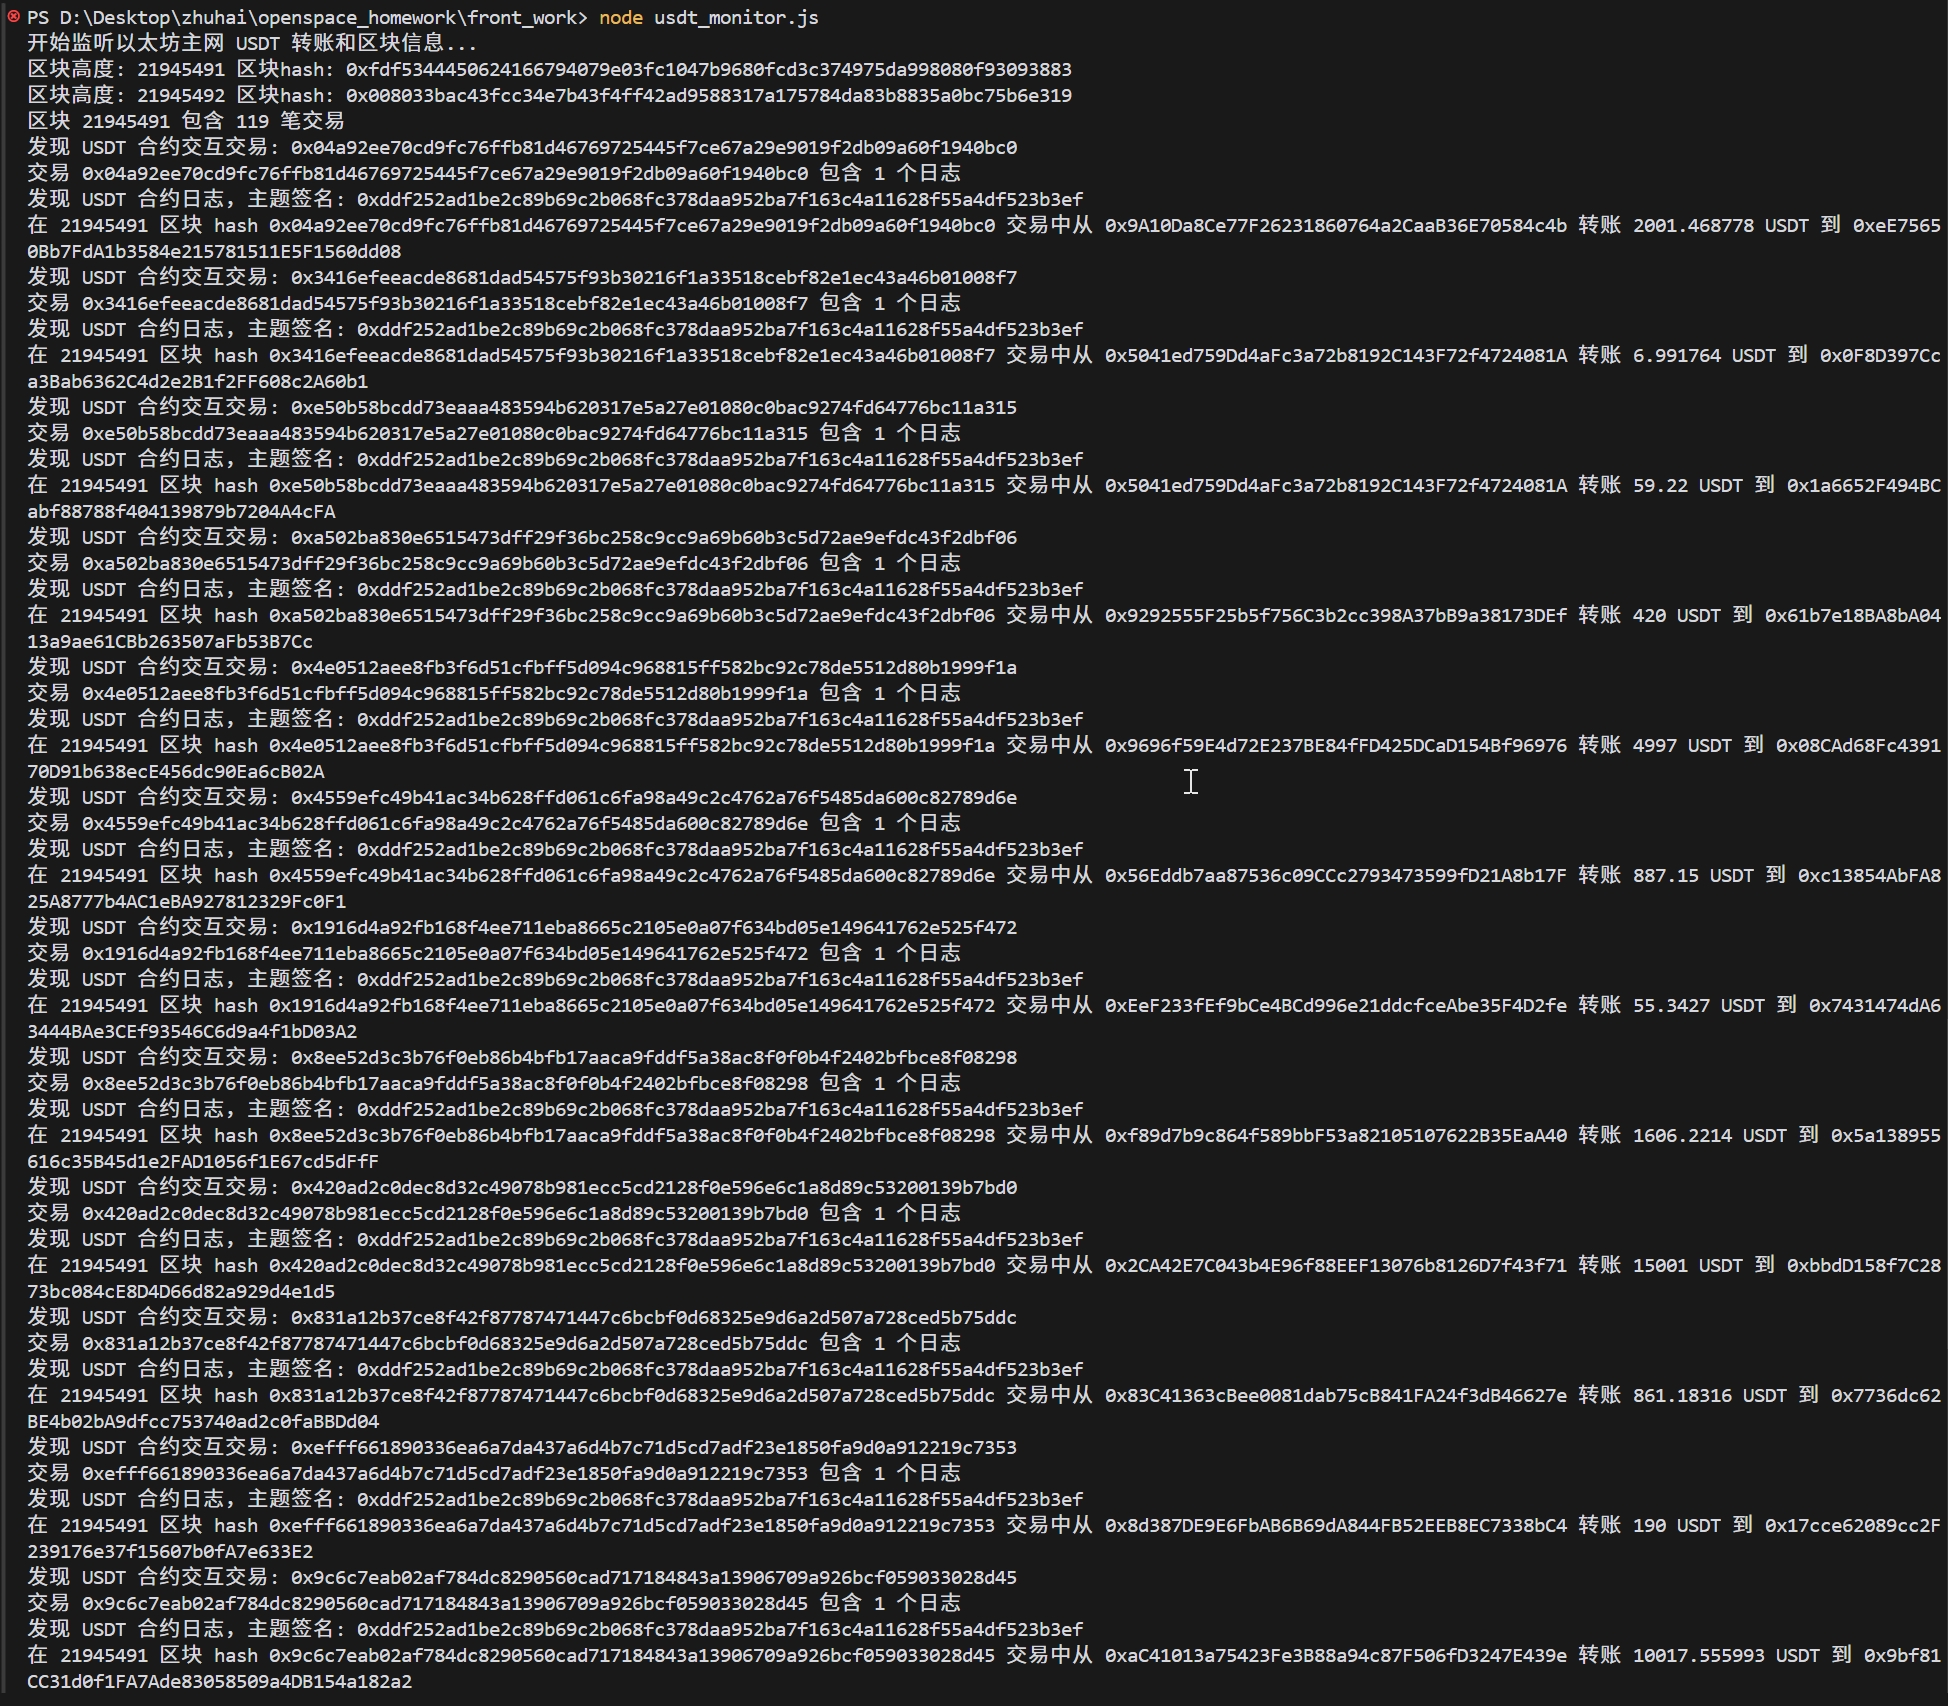 PS D:\Desktop\zhuhai\openspace_homework\front_work> node usdt_monitor.js
开始监听以太坊主网 USDT 转账和区块信息...
区块高度: 21945491 区块hash: 0xfdf5344450624166794079e03fc1047b9680fcd3c374975da998080f93093883
区块高度: 21945492 区块hash: 0x008033bac43fcc34e7b43f4ff42ad9588317a175784da83b8835a0bc75b6e319
区块 21945491 包含 119 笔交易
发现 USDT 合约交互交易: 0x04a92ee70cd9fc76ffb81d46769725445f7ce67a29e9019f2db09a60f1940bc0
交易 0x04a92ee70cd9fc76ffb81d46769725445f7ce67a29e9019f2db09a60f1940bc0 包含 1 个日志
发现 USDT 合约日志，主题签名: 0xddf252ad1be2c89b69c2b068fc378daa952ba7f163c4a11628f55a4df523b3ef
在 21945491 区块 hash 0x04a92ee70cd9fc76ffb81d46769725445f7ce67a29e9019f2db09a60f1940bc0 交易中从 0x9A10Da8Ce77F26231860764a2CaaB36E70584c4b 转账 2001.468778 USDT 到 0xeE7565
0Bb7FdA1b3584e215781511E5F1560dd08
发现 USDT 合约交互交易: 0x3416efeeacde8681dad54575f93b30216f1a33518cebf82e1ec43a46b01008f7
交易 0x3416efeeacde8681dad54575f93b30216f1a33518cebf82e1ec43a46b01008f7 包含 1 个日志
发现 USDT 合约日志，主题签名: 0xddf252ad1be2c89b69c2b068fc378daa952ba7f163c4a11628f55a4df523b3ef
在 21945491 区块 hash 0x3416efeeacde8681dad54575f93b30216f1a33518cebf82e1ec43a46b01008f7 交易中从 0x5041ed759Dd4aFc3a72b8192C143F72f4724081A 转账 6.991764 USDT 到 0x0F8D397Cc
a3Bab6362C4d2e2B1f2FF608c2A60b1
发现 USDT 合约交互交易: 0xe50b58bcdd73eaaa483594b620317e5a27e01080c0bac9274fd64776bc11a315
交易 0xe50b58bcdd73eaaa483594b620317e5a27e01080c0bac9274fd64776bc11a315 包含 1 个日志
发现 USDT 合约日志，主题签名: 0xddf252ad1be2c89b69c2b068fc378daa952ba7f163c4a11628f55a4df523b3ef
在 21945491 区块 hash 0xe50b58bcdd73eaaa483594b620317e5a27e01080c0bac9274fd64776bc11a315 交易中从 0x5041ed759Dd4aFc3a72b8192C143F72f4724081A 转账 59.22 USDT 到 0x1a6652F494BC
abf88788f404139879b7204A4cFA
发现 USDT 合约交互交易: 0xa502ba830e6515473dff29f36bc258c9cc9a69b60b3c5d72ae9efdc43f2dbf06
交易 0xa502ba830e6515473dff29f36bc258c9cc9a69b60b3c5d72ae9efdc43f2dbf06 包含 1 个日志
发现 USDT 合约日志，主题签名: 0xddf252ad1be2c89b69c2b068fc378daa952ba7f163c4a11628f55a4df523b3ef
在 21945491 区块 hash 0xa502ba830e6515473dff29f36bc258c9cc9a69b60b3c5d72ae9efdc43f2dbf06 交易中从 0x9292555F25b5f756C3b2cc398A37bB9a38173DEf 转账 420 USDT 到 0x61b7e18BA8bA04
13a9ae61CBb263507aFb53B7Cc
发现 USDT 合约交互交易: 0x4e0512aee8fb3f6d51cfbff5d094c968815ff582bc92c78de5512d80b1999f1a
交易 0x4e0512aee8fb3f6d51cfbff5d094c968815ff582bc92c78de5512d80b1999f1a 包含 1 个日志
发现 USDT 合约日志，主题签名: 0xddf252ad1be2c89b69c2b068fc378daa952ba7f163c4a11628f55a4df523b3ef
在 21945491 区块 hash 0x4e0512aee8fb3f6d51cfbff5d094c968815ff582bc92c78de5512d80b1999f1a 交易中从 0x9696f59E4d72E237BE84fFD425DCaD154Bf96976 转账 4997 USDT 到 0x08CAd68Fc4391
70D91b638ecE456dc90Ea6cB02A
发现 USDT 合约交互交易: 0x4559efc49b41ac34b628ffd061c6fa98a49c2c4762a76f5485da600c82789d6e
交易 0x4559efc49b41ac34b628ffd061c6fa98a49c2c4762a76f5485da600c82789d6e 包含 1 个日志
发现 USDT 合约日志，主题签名: 0xddf252ad1be2c89b69c2b068fc378daa952ba7f163c4a11628f55a4df523b3ef
在 21945491 区块 hash 0x4559efc49b41ac34b628ffd061c6fa98a49c2c4762a76f5485da600c82789d6e 交易中从 0x56Eddb7aa87536c09CCc2793473599fD21A8b17F 转账 887.15 USDT 到 0xc13854AbFA8
25A8777b4AC1eBA927812329Fc0F1
发现 USDT 合约交互交易: 0x1916d4a92fb168f4ee711eba8665c2105e0a07f634bd05e149641762e525f472
交易 0x1916d4a92fb168f4ee711eba8665c2105e0a07f634bd05e149641762e525f472 包含 1 个日志
发现 USDT 合约日志，主题签名: 0xddf252ad1be2c89b69c2b068fc378daa952ba7f163c4a11628f55a4df523b3ef
在 21945491 区块 hash 0x1916d4a92fb168f4ee711eba8665c2105e0a07f634bd05e149641762e525f472 交易中从 0xEeF233fEf9bCe4BCd996e21ddcfceAbe35F4D2fe 转账 55.3427 USDT 到 0x7431474dA6
3444BAe3CEf93546C6d9a4f1bD03A2
发现 USDT 合约交互交易: 0x8ee52d3c3b76f0eb86b4bfb17aaca9fddf5a38ac8f0f0b4f2402bfbce8f08298
交易 0x8ee52d3c3b76f0eb86b4bfb17aaca9fddf5a38ac8f0f0b4f2402bfbce8f08298 包含 1 个日志
发现 USDT 合约日志，主题签名: 0xddf252ad1be2c89b69c2b068fc378daa952ba7f163c4a11628f55a4df523b3ef
在 21945491 区块 hash 0x8ee52d3c3b76f0eb86b4bfb17aaca9fddf5a38ac8f0f0b4f2402bfbce8f08298 交易中从 0xf89d7b9c864f589bbF53a82105107622B35EaA40 转账 1606.2214 USDT 到 0x5a138955
616c35B45d1e2FAD1056f1E67cd5dFfF
发现 USDT 合约交互交易: 0x420ad2c0dec8d32c49078b981ecc5cd2128f0e596e6c1a8d89c53200139b7bd0
交易 0x420ad2c0dec8d32c49078b981ecc5cd2128f0e596e6c1a8d89c53200139b7bd0 包含 1 个日志
发现 USDT 合约日志，主题签名: 0xddf252ad1be2c89b69c2b068fc378daa952ba7f163c4a11628f55a4df523b3ef
在 21945491 区块 hash 0x420ad2c0dec8d32c49078b981ecc5cd2128f0e596e6c1a8d89c53200139b7bd0 交易中从 0x2CA42E7C043b4E96f88EEF13076b8126D7f43f71 转账 15001 USDT 到 0xbbdD158f7C28
73bc084cE8D4D66d82a929d4e1d5
发现 USDT 合约交互交易: 0x831a12b37ce8f42f87787471447c6bcbf0d68325e9d6a2d507a728ced5b75ddc
交易 0x831a12b37ce8f42f87787471447c6bcbf0d68325e9d6a2d507a728ced5b75ddc 包含 1 个日志
发现 USDT 合约日志，主题签名: 0xddf252ad1be2c89b69c2b068fc378daa952ba7f163c4a11628f55a4df523b3ef
在 21945491 区块 hash 0x831a12b37ce8f42f87787471447c6bcbf0d68325e9d6a2d507a728ced5b75ddc 交易中从 0x83C41363cBee0081dab75cB841FA24f3dB46627e 转账 861.18316 USDT 到 0x7736dc62
BE4b02bA9dfcc753740ad2c0faBBDd04
发现 USDT 合约交互交易: 0xefff661890336ea6a7da437a6d4b7c71d5cd7adf23e1850fa9d0a912219c7353
交易 0xefff661890336ea6a7da437a6d4b7c71d5cd7adf23e1850fa9d0a912219c7353 包含 1 个日志
发现 USDT 合约日志，主题签名: 0xddf252ad1be2c89b69c2b068fc378daa952ba7f163c4a11628f55a4df523b3ef
在 21945491 区块 hash 0xefff661890336ea6a7da437a6d4b7c71d5cd7adf23e1850fa9d0a912219c7353 交易中从 0x8d387DE9E6FbAB6B69dA844FB52EEB8EC7338bC4 转账 190 USDT 到 0x17cce62089cc2F
239176e37f15607b0fA7e633E2
发现 USDT 合约交互交易: 0x9c6c7eab02af784dc8290560cad717184843a13906709a926bcf059033028d45
交易 0x9c6c7eab02af784dc8290560cad717184843a13906709a926bcf059033028d45 包含 1 个日志
发现 USDT 合约日志，主题签名: 0xddf252ad1be2c89b69c2b068fc378daa952ba7f163c4a11628f55a4df523b3ef
在 21945491 区块 hash 0x9c6c7eab02af784dc8290560cad717184843a13906709a926bcf059033028d45 交易中从 0xaC41013a75423Fe3B88a94c87F506fD3247E439e 转账 10017.555993 USDT 到 0x9bf81
CC31d0f1FA7Ade83058509a4DB154a182a2